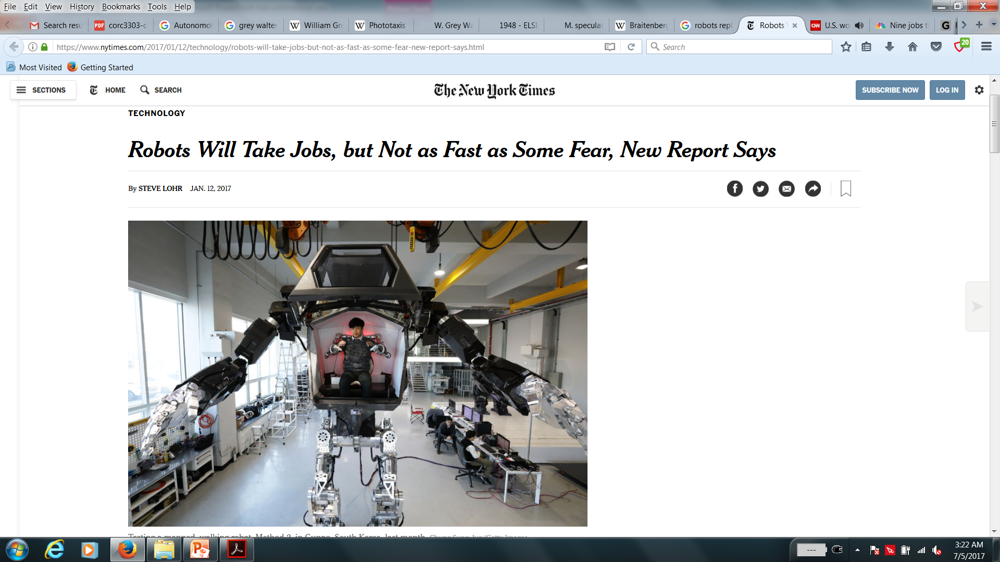 File Edit View History Bookmarks Tools Help
Search resu corc3303-c Autonomo grey walter William Gre Phototaxis W. Grey Wa 1948 - ELSI M. speculat Braitenberg robots repl Robots U.S. wo Nine jobs t
https://www.nytimes.com/2017/01/12/technology/robots-will-take-jobs-but-not-as-fast-as-some-fear-new-report-says.html Search 20
Most Visited Getting Started
SECTIONS HOME SEARCH The New York Times SUBSCRIBE NOW LOG IN
TECHNOLOGY
Robots Will Take Jobs, but Not as Fast as Some Fear, New Report Says
By STEVE LOHR JAN. 12, 2017
Testing a manned, walking robot, Method 2, in Gunpo, South Korea, last month. Chung Sung-Jun/Getty Images
--- 3:22 AM
7/5/2017